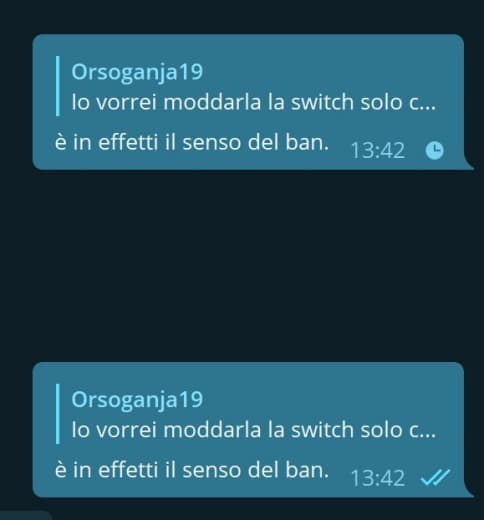 Orsoganja19
Io vorrei moddarla la switch solo c...
è in effetti il senso del ban. 13:42
Orsoganja19
Io vorrei moddarla la switch solo c...
è in effetti il senso del ban. 13:42